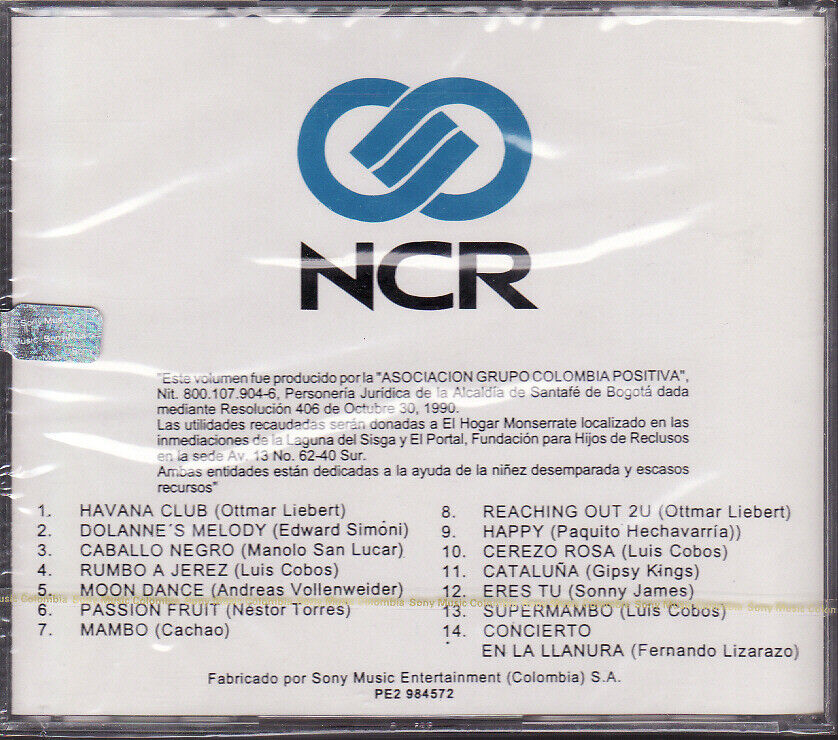 NCR
Sony Music
Music Sony Music
"Este volumen fue producido por la "ASOCIACION GRUPO COLOMBIA POSITIVA",
Nit. 800.107.904-6, Personería Jurídica de la Alcaldía de Santafé de Bogotá dada
mediante Resolución 406 de Octubre 30, 1990.
Las utilidades recaudadas serán donadas a El Hogar Monserrate localizado en las
inmediaciones de la Laguna del Sisga y El Portal, Fundación para Hijos de Reclusos
en la sede Av. 13 No. 62-40 Sur.
Ambas entidades están dedicadas a la ayuda de la niñez desemparada y escasos
recursos"
1. HAVANA CLUB (Ottmar Liebert)
2. DOLANNE´S MELODY (Edward Simóni)
3. CABALLO NEGRO (Manolo San Lucar)
4. RUMBO A JEREZ (Luis Cobos)
5. MOON DANCE (Andreas Vollenweider)
6. PASSION FRUIT (Néstor Torres)
7. MAMBO (Cachao)
8. REACHING OUT 2U (Ottmar Liebert)
9. HAPPY (Paquito Hechavarría))
10. CEREZO ROSA (Luis Cobos)
11. CATALUÑA (Gipsy Kings)
12. ERES TU (Sonny James)
13. SUPERMAMBO (Luis Cobos)
14. CONCIERTO
EN LA LLANURA (Fernando Lizarazo)
Fabricado por Sony Music Entertainment (Colombia) S.A.
PE2 984572